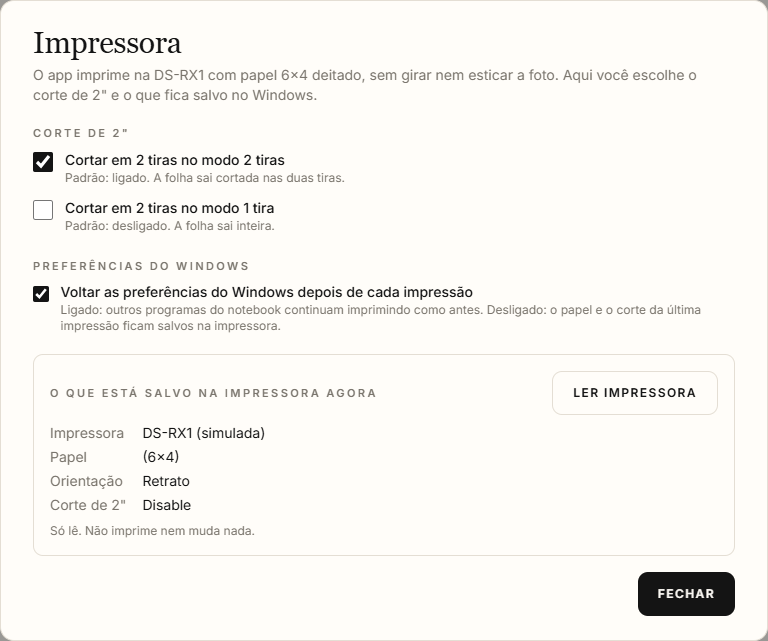 Impressora
O app imprime na DS-RX1 com papel 6×4 deitado, sem girar nem esticar a foto. Aqui você escolhe o
corte de 2" e o que fica salvo no Windows.
CORTE DE 2"
Cortar em 2 tiras no modo 2 tiras
Padrão: ligado. A folha sai cortada nas duas tiras.
Cortar em 2 tiras no modo 1 tira
Padrão: desligado. A folha sai inteira.
PREFERÊNCIAS DO WINDOWS
Voltar as preferências do Windows depois de cada impressão
Ligado: outros programas do notebook continuam imprimindo como antes. Desligado: o papel e o corte da última
impressão ficam salvos na impressora.
O QUE ESTÁ SALVO NA IMPRESSORA AGORA
LER IMPRESSORA
Impressora DS-RX1 (simulada)
Papel (6×4)
Orientação Retrato
Corte de 2" Disable
Só lê. Não imprime nem muda nada.
FECHAR